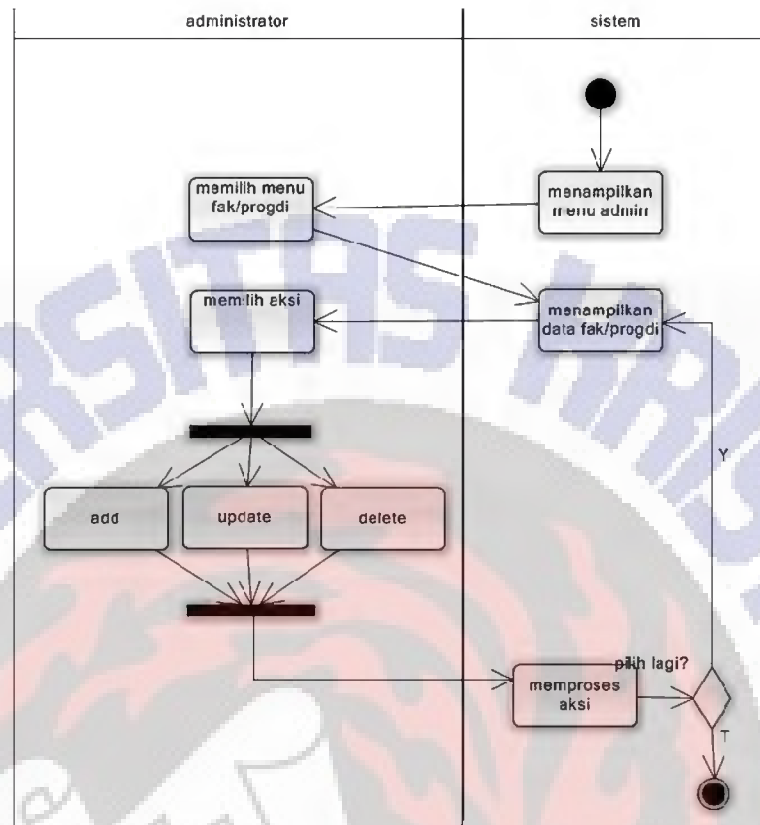 administrator
sistem
memilih menu
fak/progdi
menampilkan
menu admin
memilih aksi
menampilkan
data fak/progdi
Y
add
update
delete
pilih lagi?
memproses
aksi
T